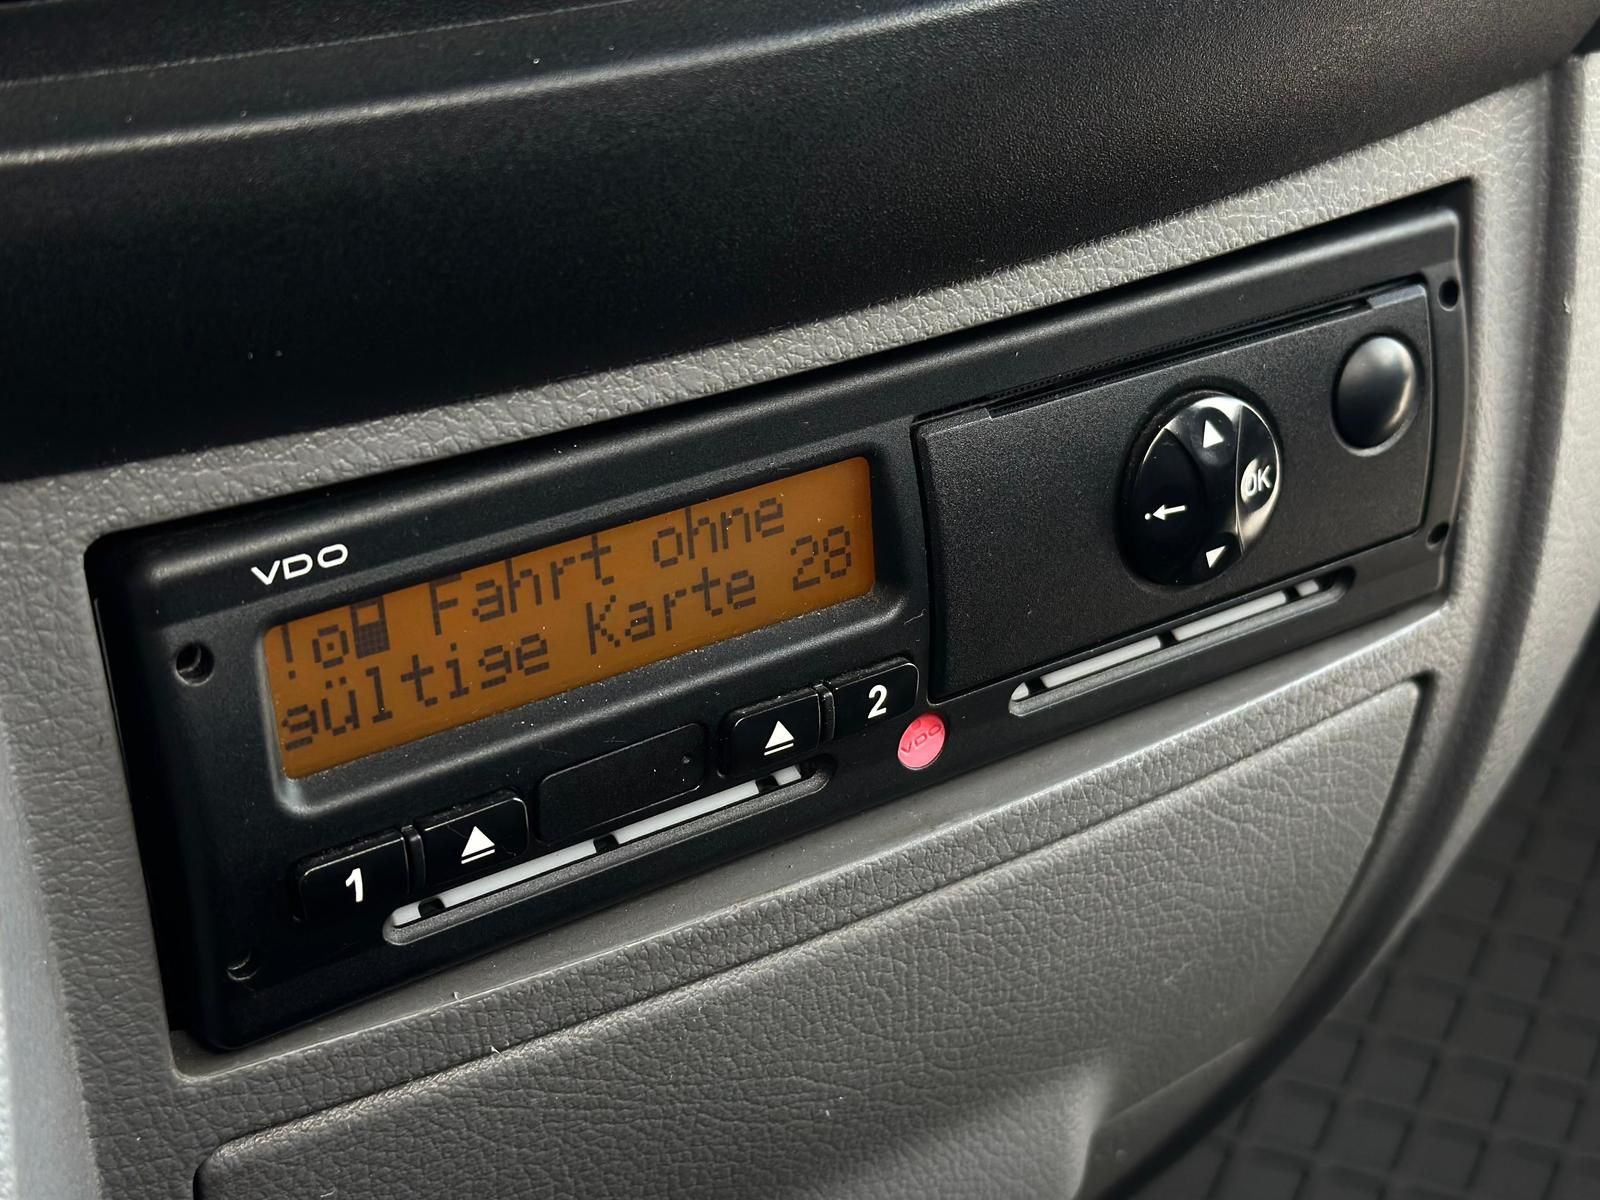 VDO
! Fahrt ohne
gültige Karte 28
1
2
VDO
OK